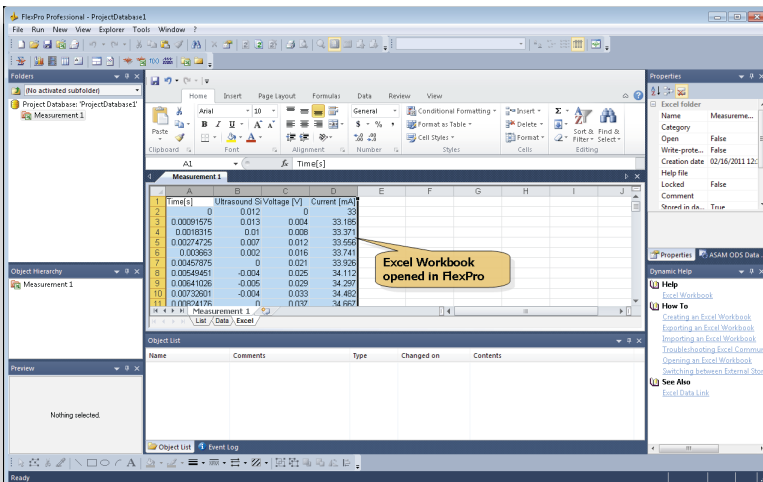 FlexPro Professional - ProjectDatabase1
File Run New View Explorer Tools Window ?
Folders
(No activated subfolder)
Project Database: 'ProjectDatabase1'
Measurement 1
Home Insert Page Layout Formulas Data Review View
Paste
Arial 10
B I U A A
General
$ % ,
Conditional Formatting
Format as Table
Cell Styles
Insert
Delete
Format
Σ
Sort & Filter
Find & Select
Clipboard Font Alignment Number Styles Cells Editing
A1 fx Time[s]
Measurement 1
A B C D E F G H I J
1 Time[s] Ultrasound Si Voltage [V] Current [mA]
2 0 0.012 0 33
3 0.00091575 0.013 0.004 33.185
4 0.0018315 0.01 0.008 33.371
5 0.00274725 0.007 0.012 33.556
6 0.003663 0.002 0.016 33.741
7 0.00457875 0 0.021 33.926
8 0.00549451 -0.004 0.025 34.112
9 0.00641026 -0.005 0.029 34.297
10 0.00732601 -0.004 0.033 34.482
11 0.00824176 0 0.037 34.667
Excel Workbook
opened in FlexPro
Measurement 1
List Data Excel
Object Hierarchy
Measurement 1
Preview
Nothing selected.
Object List
Name Comments Type Changed on Contents
Object List Event Log
Properties
Excel folder
Name Measureme...
Category
Open False
Write-prote... False
Creation date 02/16/2011 12:
Help file
Locked False
Comment
Stored in da... True
Properties ASAM ODS Data
Dynamic Help
Help
Excel Workbook
How To
Creating an Excel Workbook
Exporting an Excel Workbook
Importing an Excel Workbook
Troubleshooting Excel Commun
Opening an Excel Workbook
Switching between External Stor
See Also
Excel Data Link
Ready